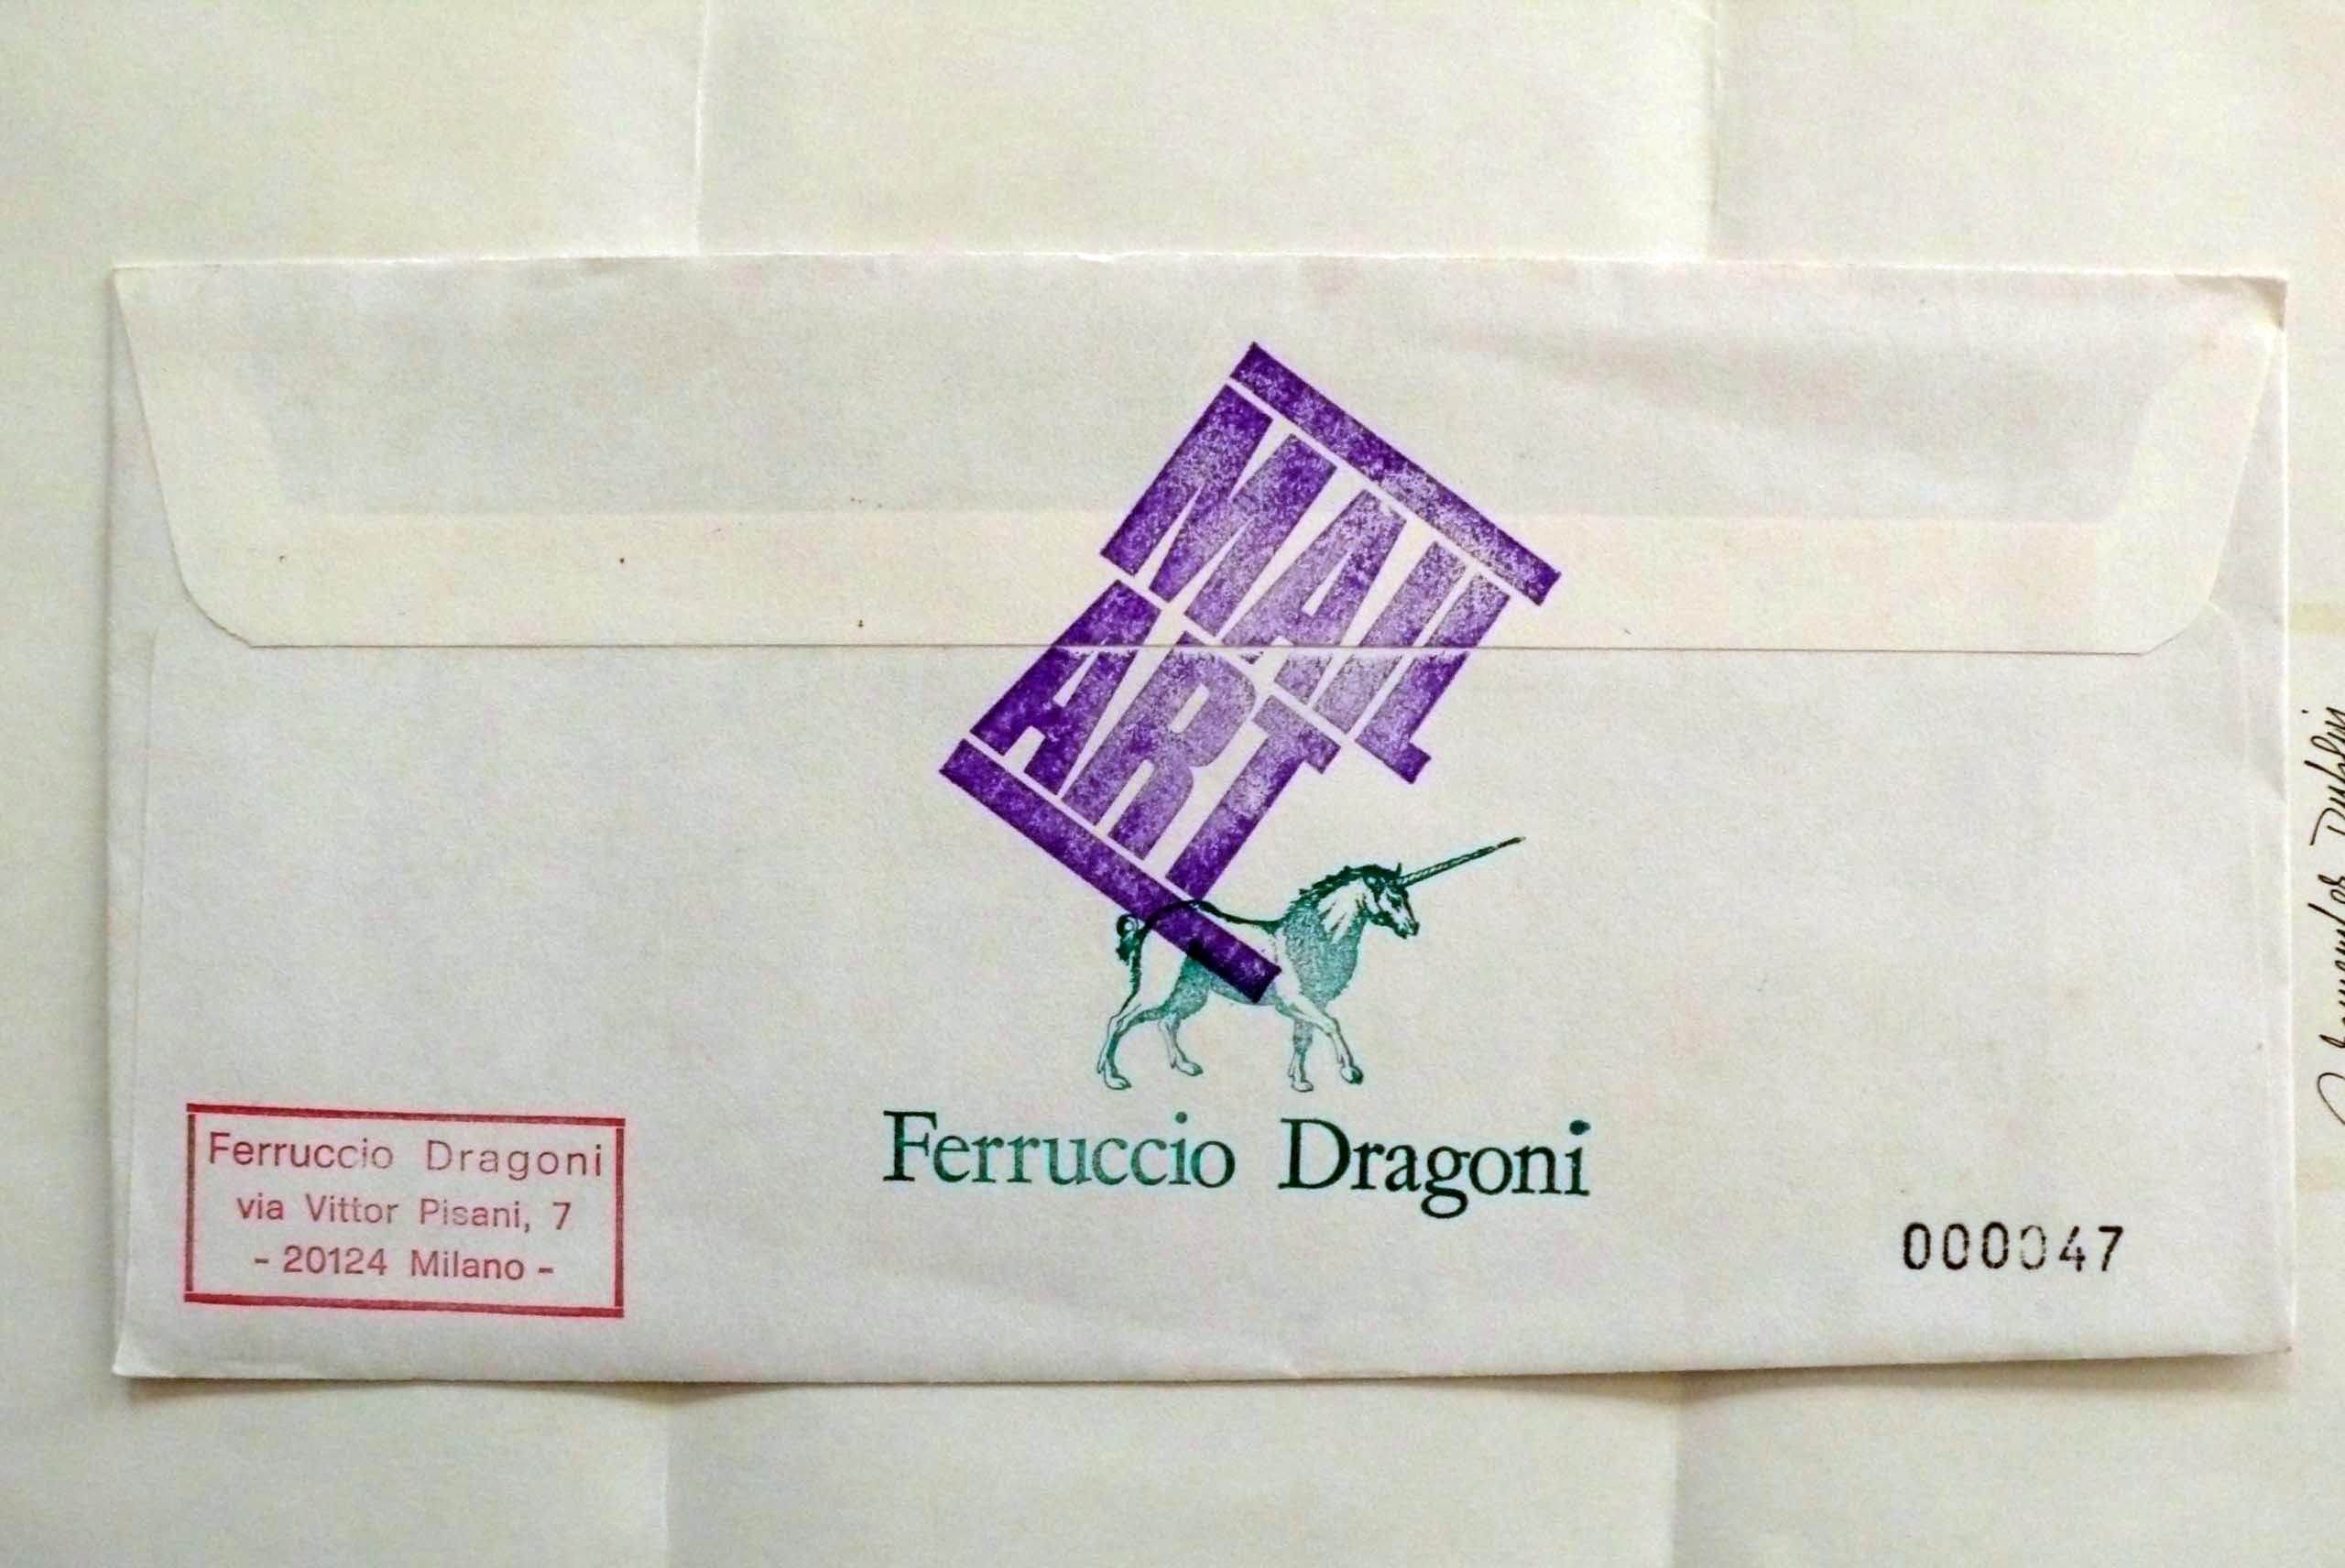 MAIL
ART
Ferruccio Dragoni
Ferruccio Dragoni
via Vittor Pisani, 7
- 20124 Milano -
000047